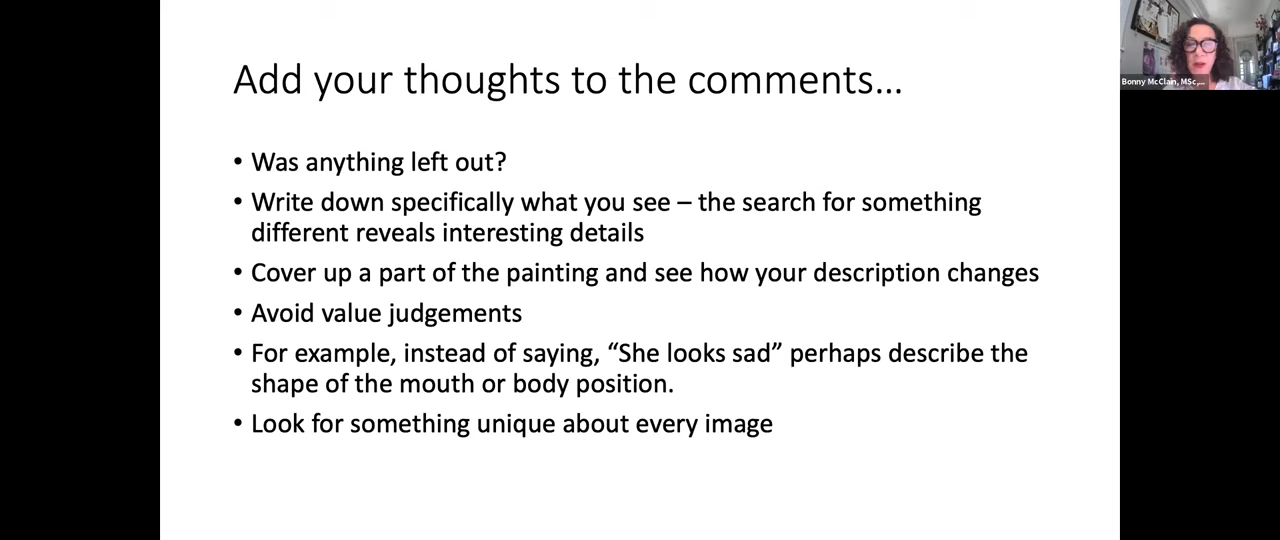 Add your thoughts to the comments...
• Was anything left out?
• Write down specifically what you see – the search for something
different reveals interesting details
• Cover up a part of the painting and see how your description changes
• Avoid value judgements
• For example, instead of saying, “She looks sad” perhaps describe the
shape of the mouth or body position.
• Look for something unique about every image
Bonny McClain, MSc,...